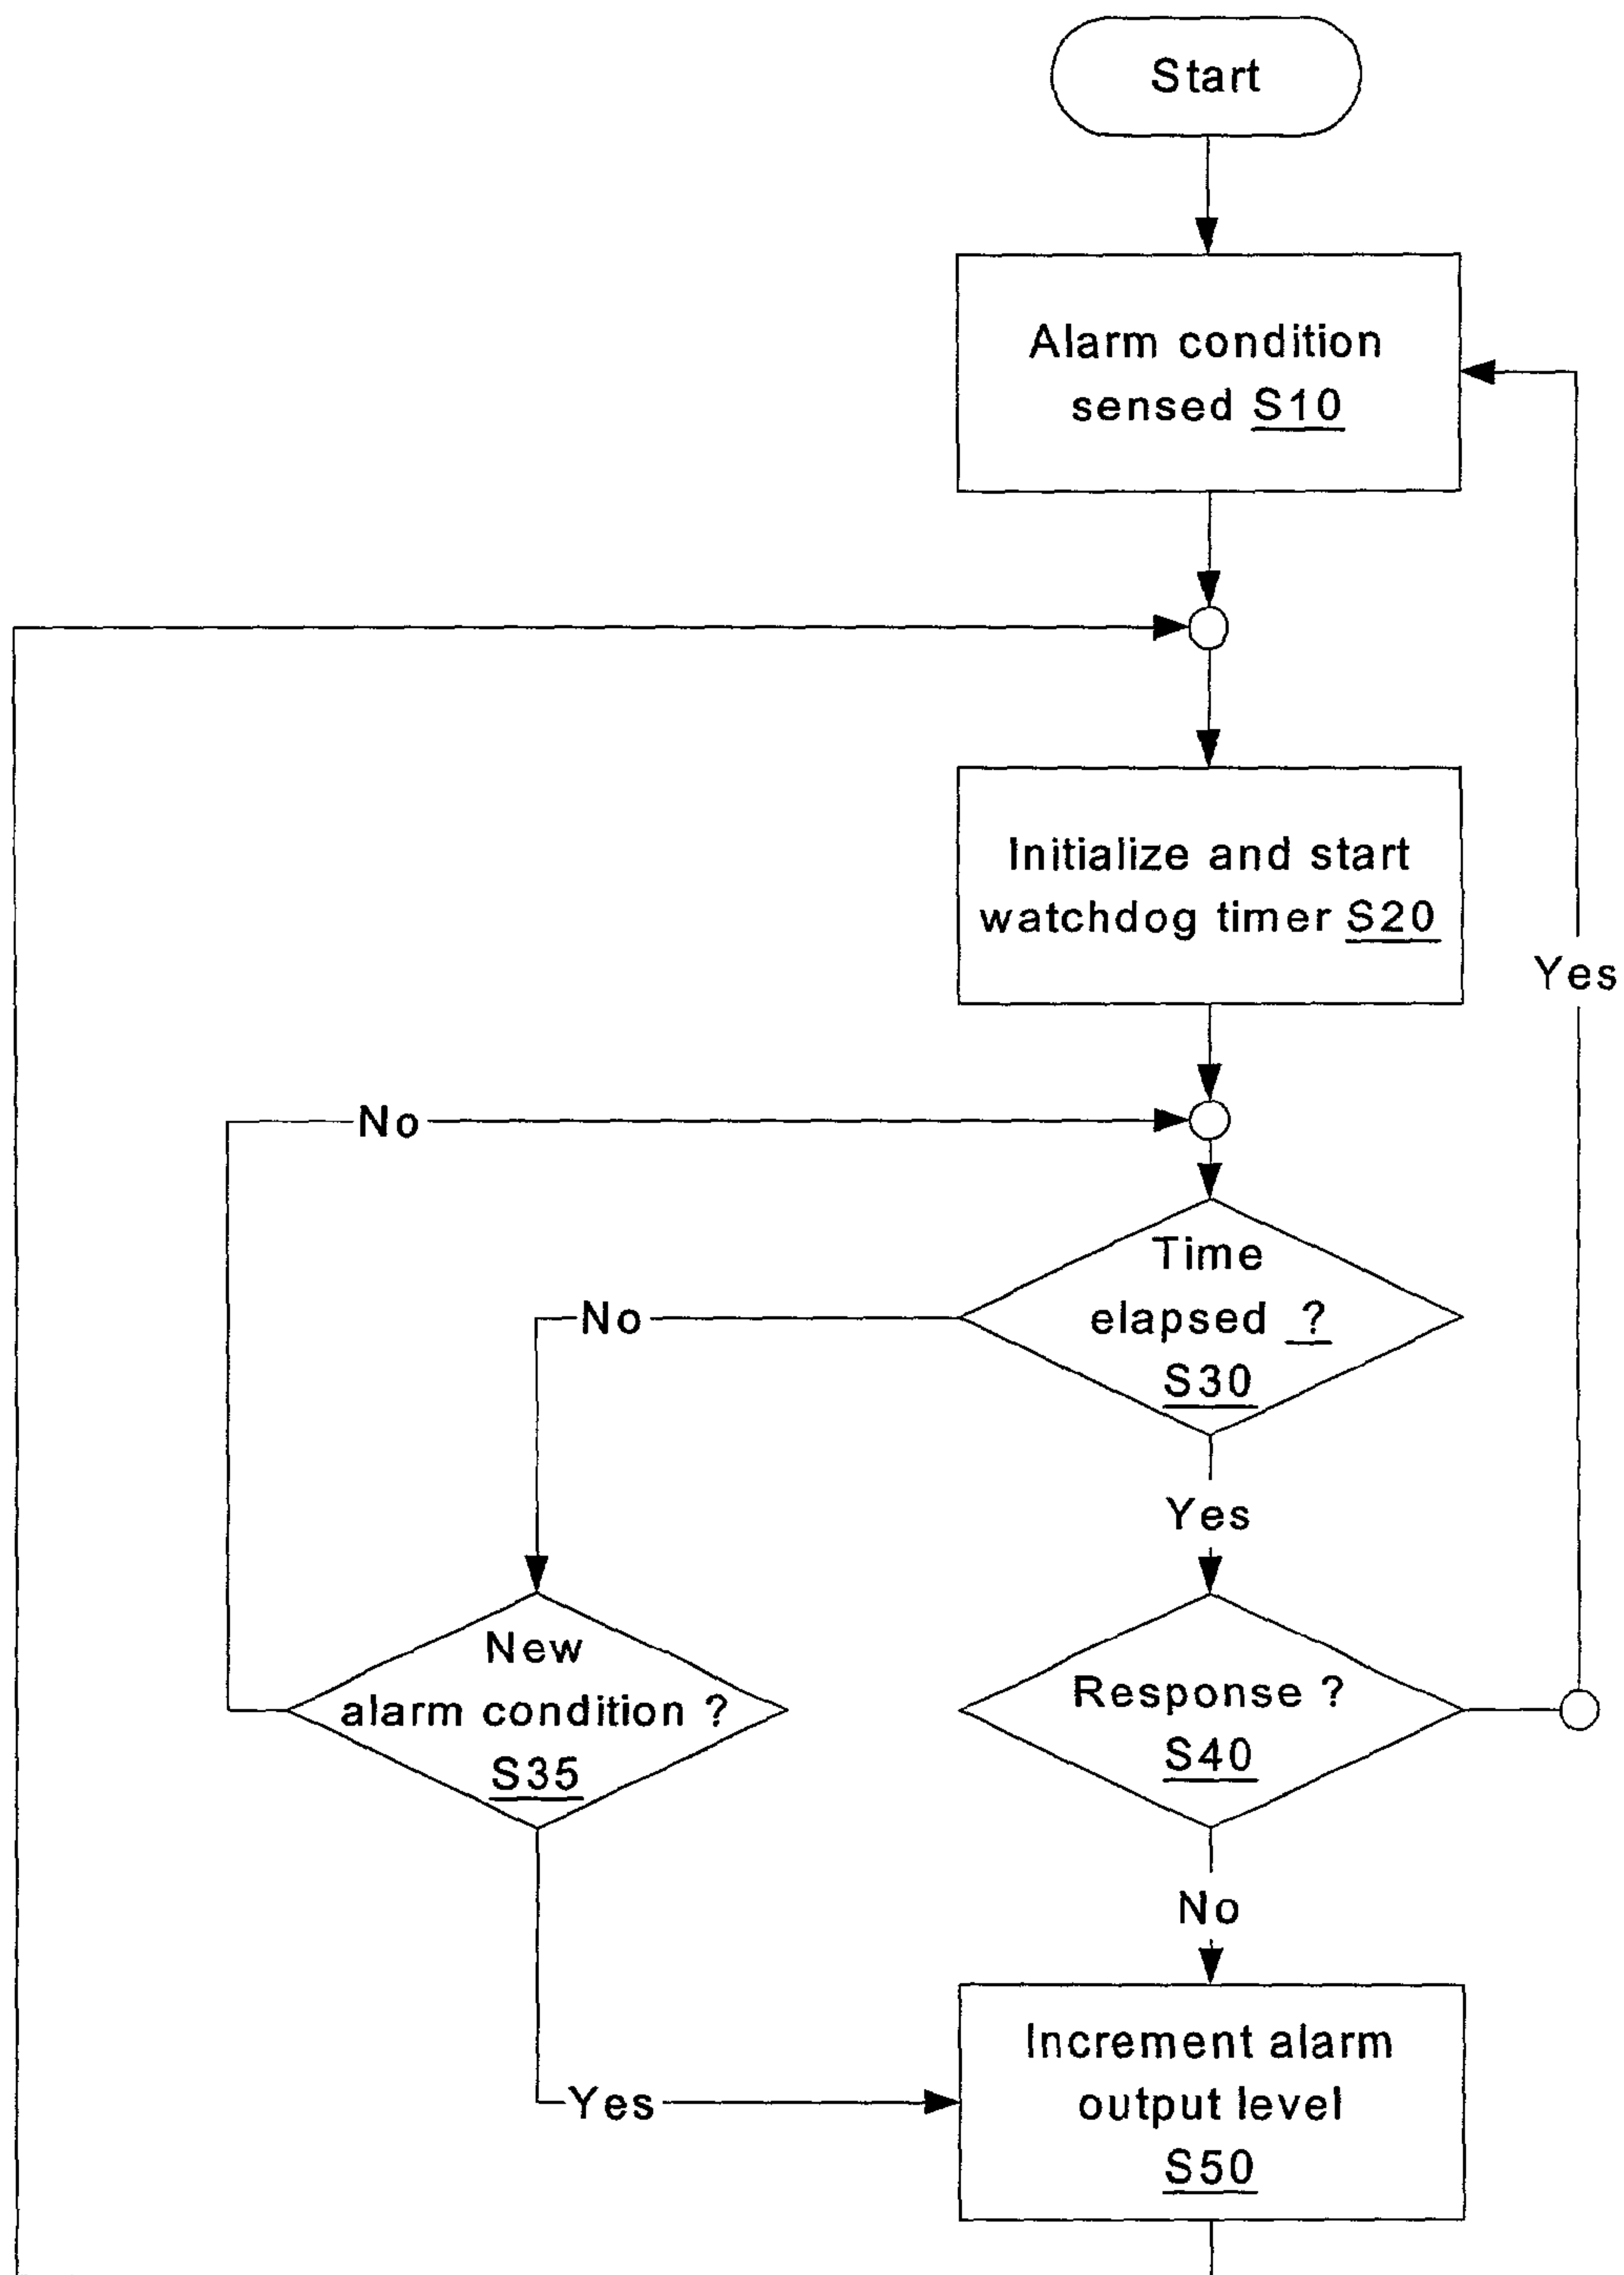 Start
Alarm condition
sensed S10
Initialize and start
watchdog timer S20
Yes
No
Time
elapsed ?
S30
No
Yes
New
alarm condition ?
S35
Response ?
S40
No
Yes
Increment alarm
output level
S50